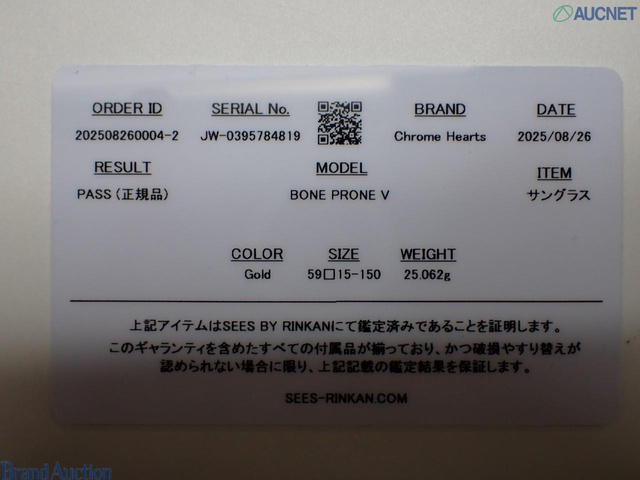 AUCNET
ORDER ID SERIAL No. BRAND DATE
202508260004-2 JW-0395784819 Chrome Hearts 2025/08/26
RESULT MODEL ITEM
PASS（正規品） BONE PRONE V サングラス
COLOR SIZE WEIGHT
Gold 59□15-150 25.062g
上記アイテムはSEES BY RINKANにて鑑定済みであることを証明します。
このギャランティを含めたすべての付属品が揃っており、かつ破損やすり替えが
認められない場合に限り、上記記載の鑑定結果を保証します。
SEES-RINKAN.COM
Brand Auction